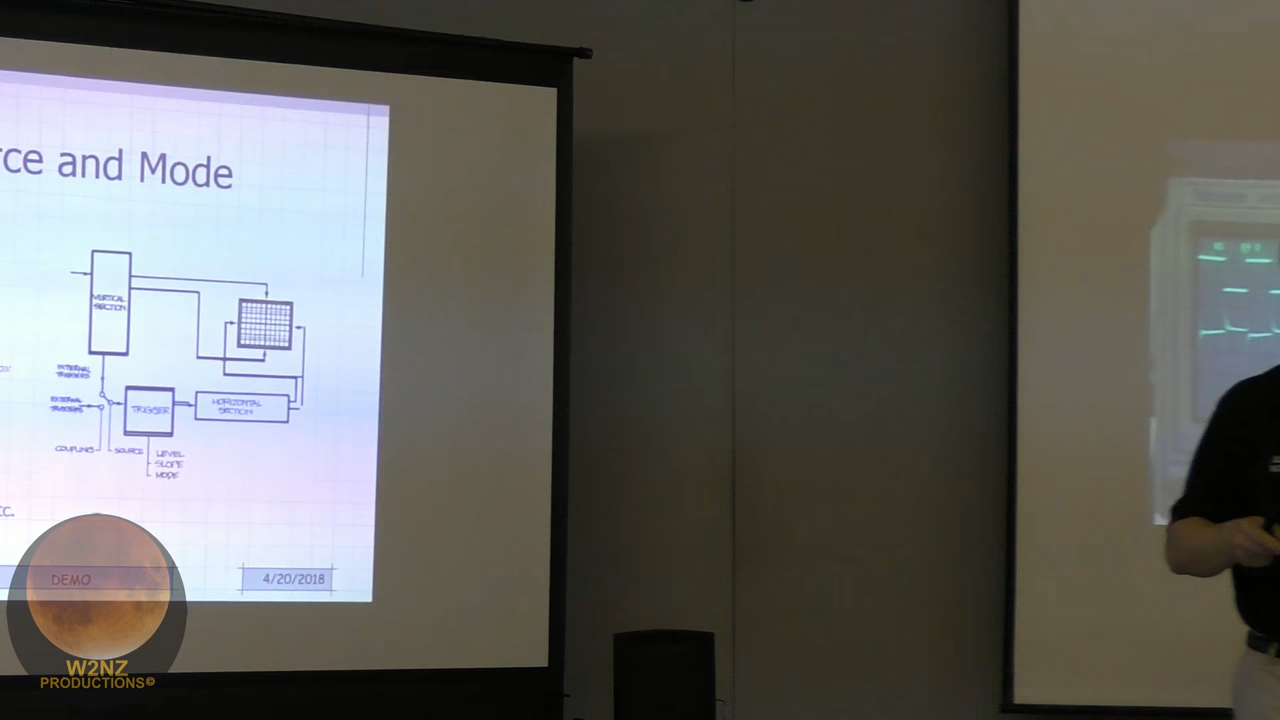 rce and Mode
VERTICAL
SECTION
INTERNAL
TRIGGERS
EXTERNAL
TRIGGERS
TRIGGER
HORIZONTAL
SECTION
COUPLING
SOURCE
LEVEL
SLOPE
MODE
tc.
DEMO
4/20/2018
W2NZ
PRODUCTIONS©